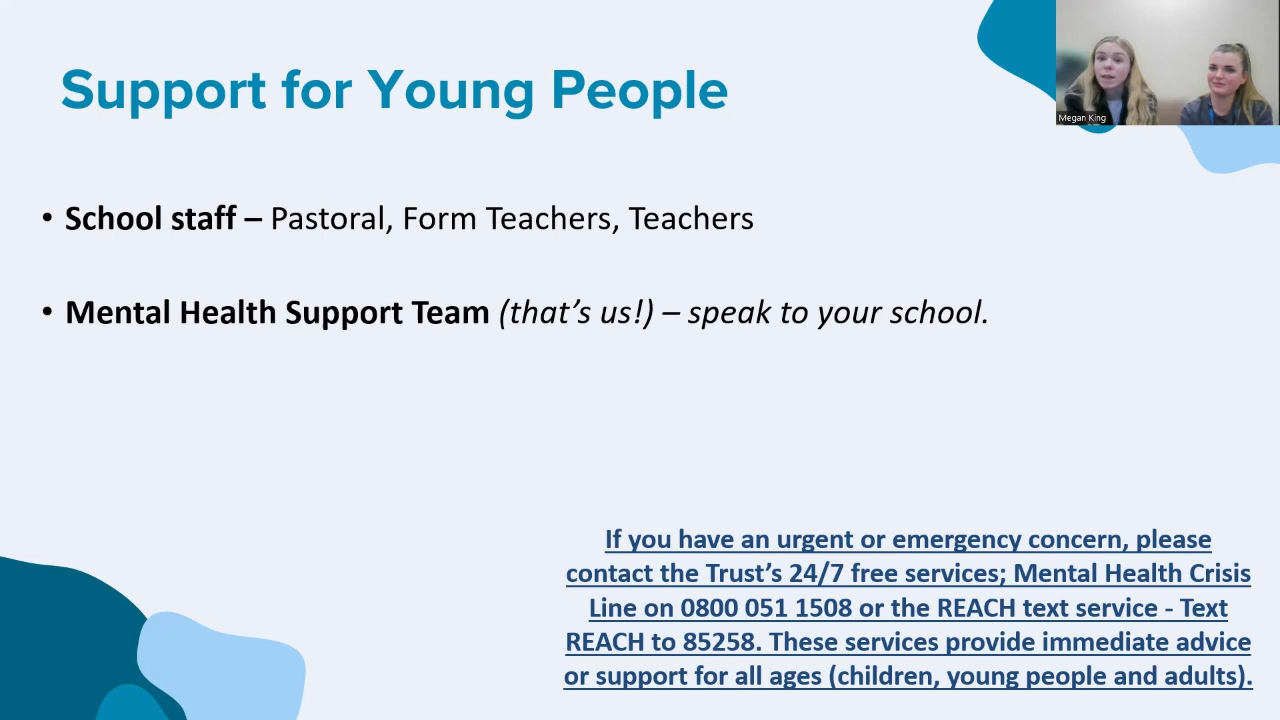 Support for Young People
Megan King
• School staff – Pastoral, Form Teachers, Teachers
• Mental Health Support Team (that’s us!) – speak to your school.
If you have an urgent or emergency concern, please
contact the Trust’s 24/7 free services; Mental Health Crisis
Line on 0800 051 1508 or the REACH text service - Text
REACH to 85258. These services provide immediate advice
or support for all ages (children, young people and adults).